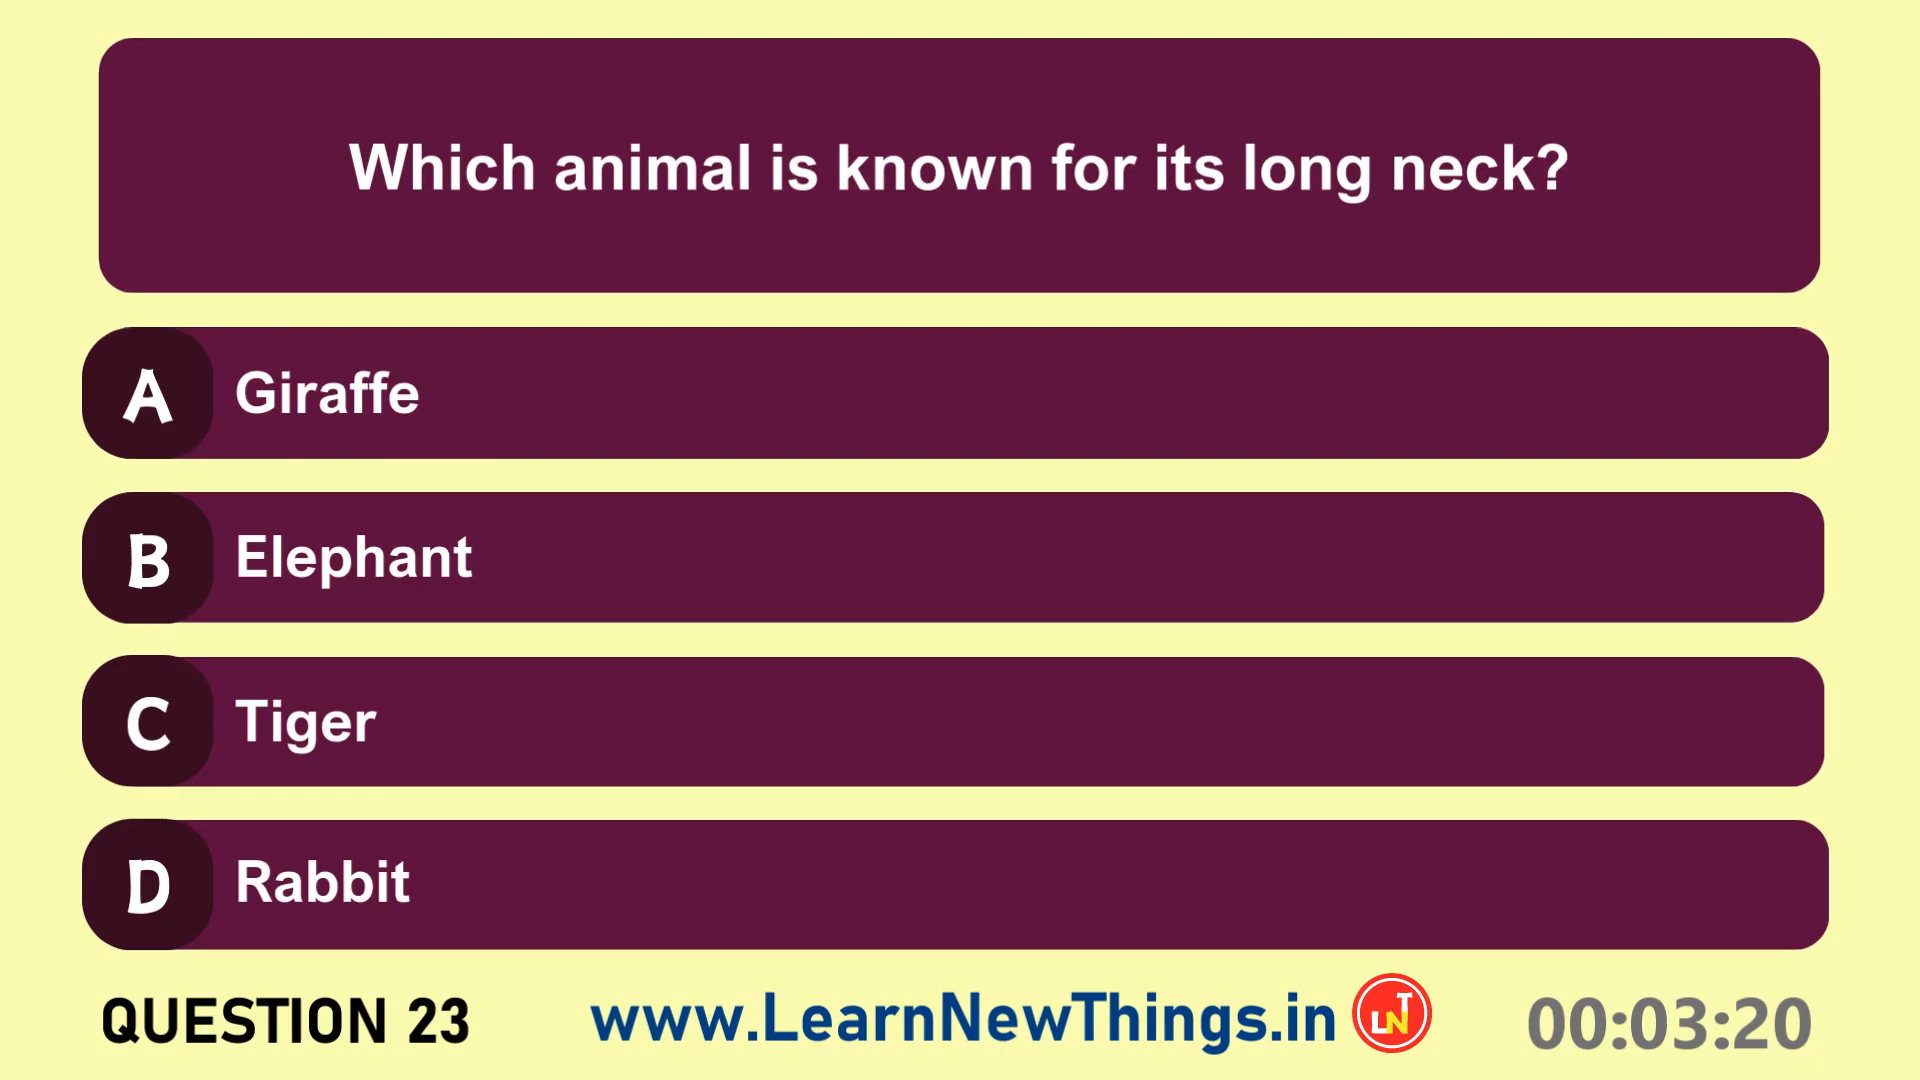 Which animal is known for its long neck?
A Giraffe
B Elephant
C Tiger
D Rabbit
QUESTION 23 www.LearnNewThings.in LNT 00:03:20